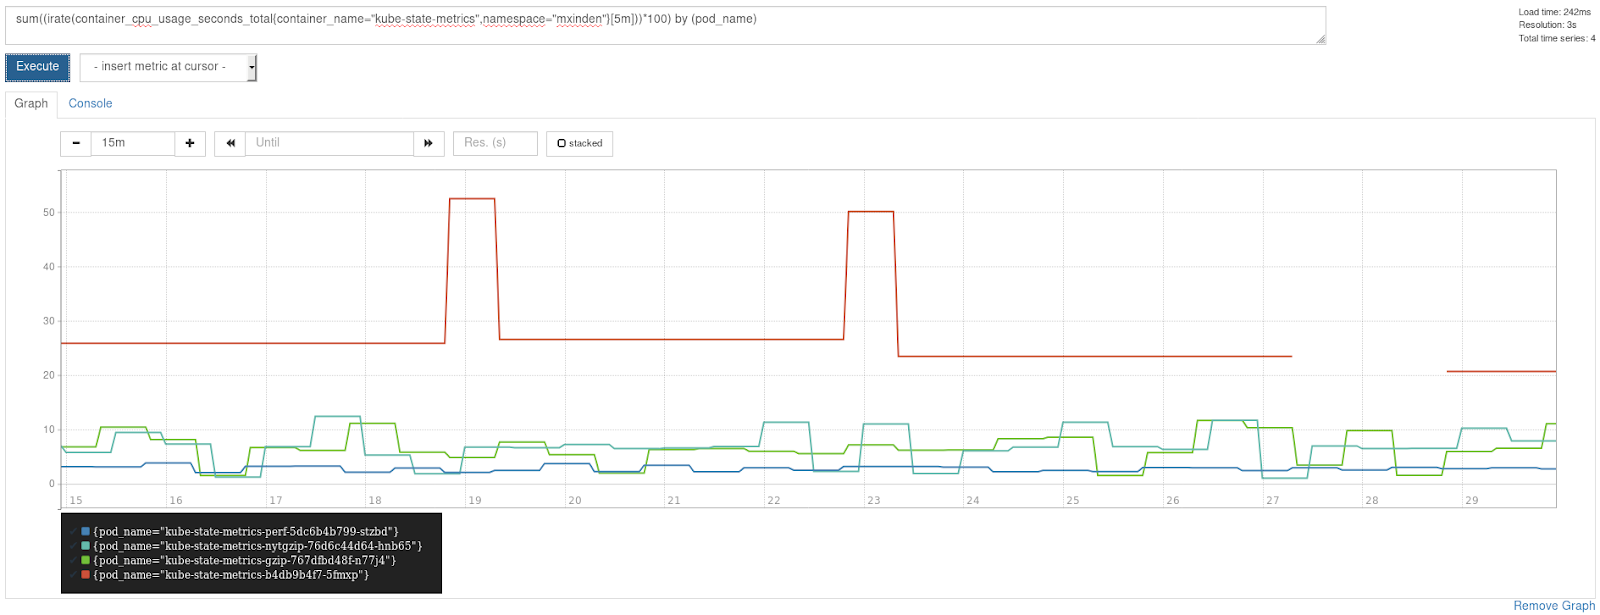 sum((irate(container_cpu_usage_seconds_total{container_name="kube-state-metrics",namespace="mxinden"}[5m]))*100) by (pod_name)
Load time: 242ms
Resolution: 3s
Total time series: 4
Execute - insert metric at cursor -
Graph Console
15m Until Res. (s) stacked
50
40
30
20
10
0
15 16 17 18 19 20 21 22 23 24 25 26 27 28 29
{pod_name="kube-state-metrics-perf-5dc6b4b799-stzbd"}
{pod_name="kube-state-metrics-nytgzip-76d6c44d64-hnb65"}
{pod_name="kube-state-metrics-gzip-767dfbd48f-n77j4"}
{pod_name="kube-state-metrics-b4db9b4f7-5fmxp"}
Remove Graph